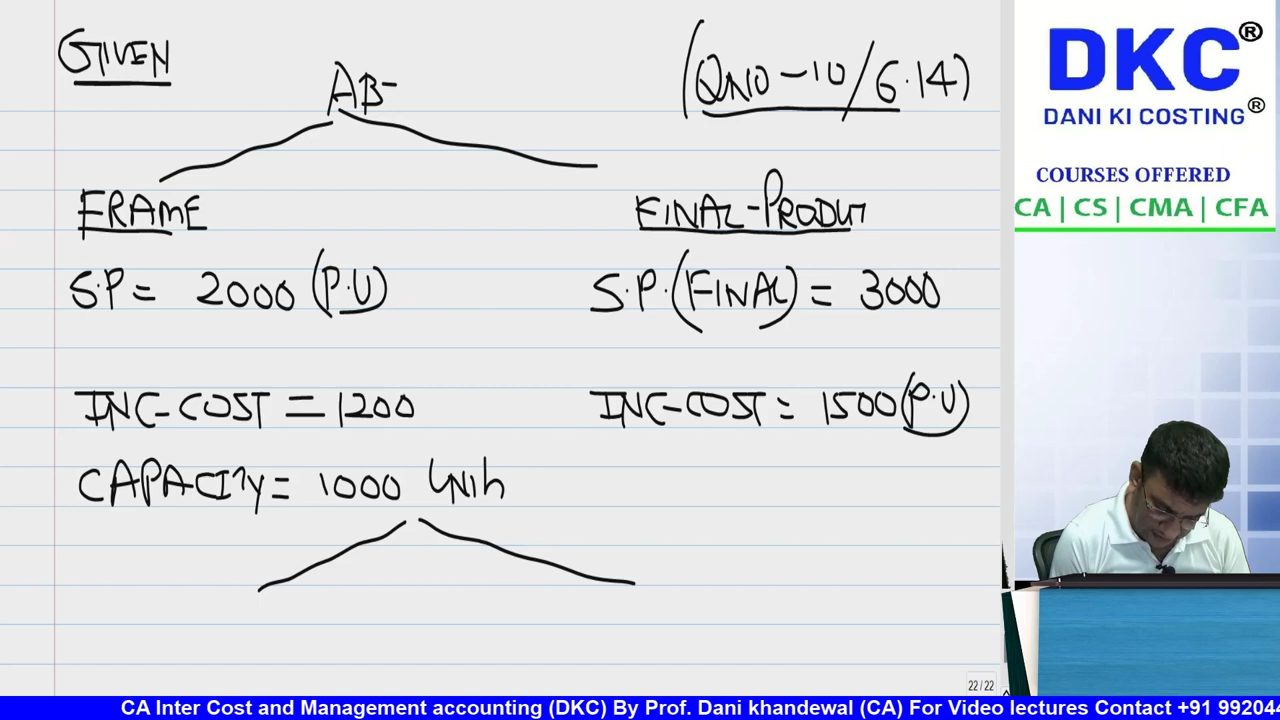 GIVEN
AB-
(QNO-10/6.14)
FRAME
FINAL-PRODUT
S.P = 2000 (P.U)
S.P.(FINAL) = 3000
INC-COST = 1200
INC-COST = 1500 (P.U)
CAPACITY = 1000 Units
22/22
DKC®
DANI KI COSTING®
COURSES OFFERED
CA | CS | CMA | CFA
CA Inter Cost and Management accounting (DKC) By Prof. Dani khandewal (CA) For Video lectures Contact +91 992044